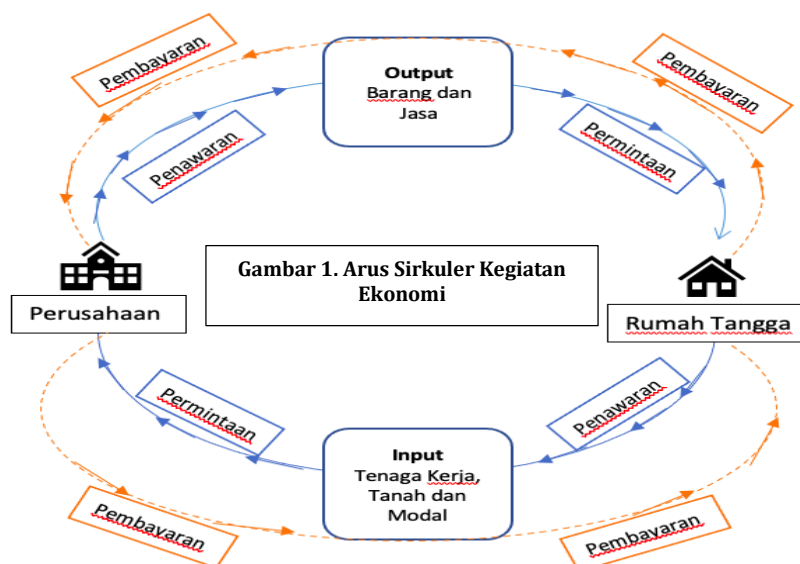 Pembayaran
Output
Barang dan
Jasa
Pembayaran
Penawaran
Permintaan
Gambar 1. Arus Sirkuler Kegiatan
Ekonomi
Perusahaan
Rumah Tangga
Permintaan
Penawaran
Input
Tenaga Kerja,
Tanah dan
Modal
Pembayaran
Pembayaran